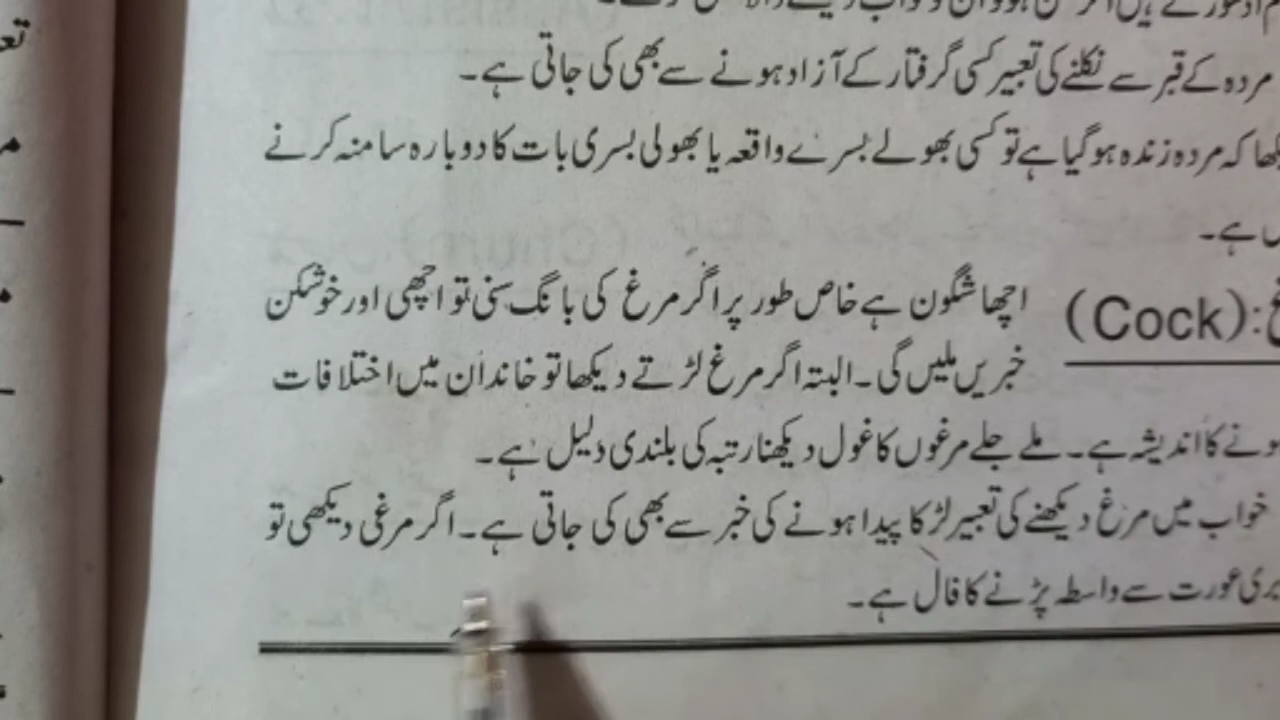 مردہ کے قبر سے نکلنے کی تعبیر کسی گرفتار کے آزاد ہونے سے بھی کی جاتی ہے۔
کہ مردہ زندہ ہو گیا ہے تو کسی بھولے بسرے واقعہ یا بھولی بسری بات کا دوبارہ سامنہ کرنے
ہے۔
(Cock): اچھا شگون ہے خاص طور پر اگر مرغ کی بانگ سنی تو اچھی اور خوشکن
خبریں ملیں گی۔ البتہ اگر مرغ لڑتے دیکھا تو خاندان میں اختلافات
ہونے کا اندیشہ ہے۔ ملے جلے مرغوں کا غول دیکھنا رتبہ کی بلندی دلیل ہے۔
خواب میں مرغ دیکھنے کی تعبیر لڑکا پیدا ہونے کی خبر سے بھی کی جاتی ہے۔ اگر مرغی دیکھی تو
بری عورت سے واسطہ پڑنے کا فال ہے۔